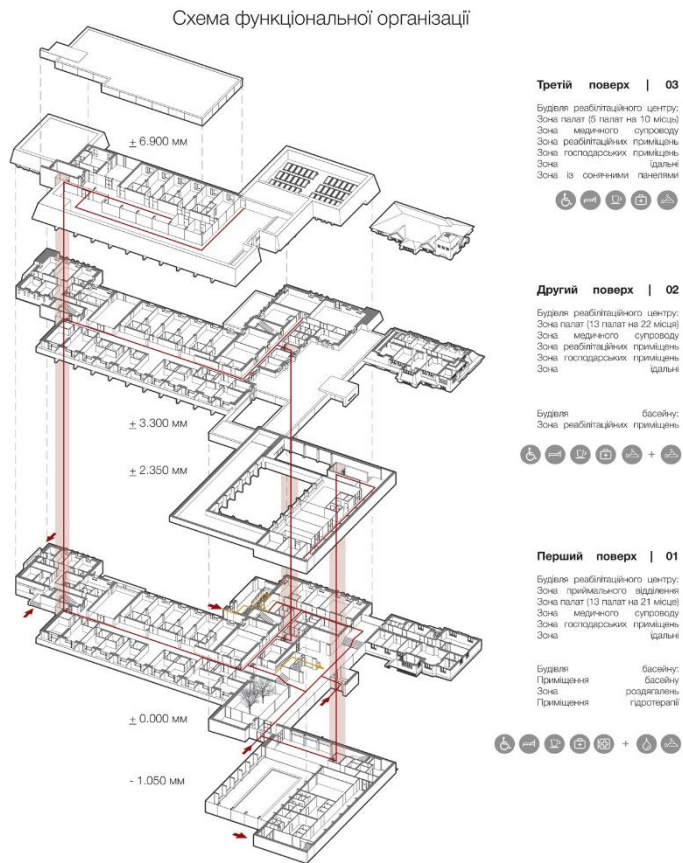 Схема функціональної організації
Третій поверх | 03
Будівля реабілітаційного центру:
Зона палат (5 палат на 10 місць)
Зона медичного супроводу
Зона реабілітаційних приміщень
Зона господарських приміщень
Зона їдальні
Зона із сонячними панелями
± 6.900 мм
Другий поверх | 02
Будівля реабілітаційного центру:
Зона палат (13 палат на 22 місця)
Зона медичного супроводу
Зона реабілітаційних приміщень
Зона господарських приміщень
Зона їдальні
Будівля басейну:
Зона реабілітаційних приміщень
+
± 3.300 мм
± 2.350 мм
Перший поверх | 01
Будівля реабілітаційного центру:
Зона приймального відділення
Зона палат (13 палат на 21 місце)
Зона медичного супроводу
Зона господарських приміщень
Зона їдальні
Будівля басейну:
Приміщення басейну
Зона роздягалень
Приміщення гідротерапії
+
± 0.000 мм
- 1.050 мм